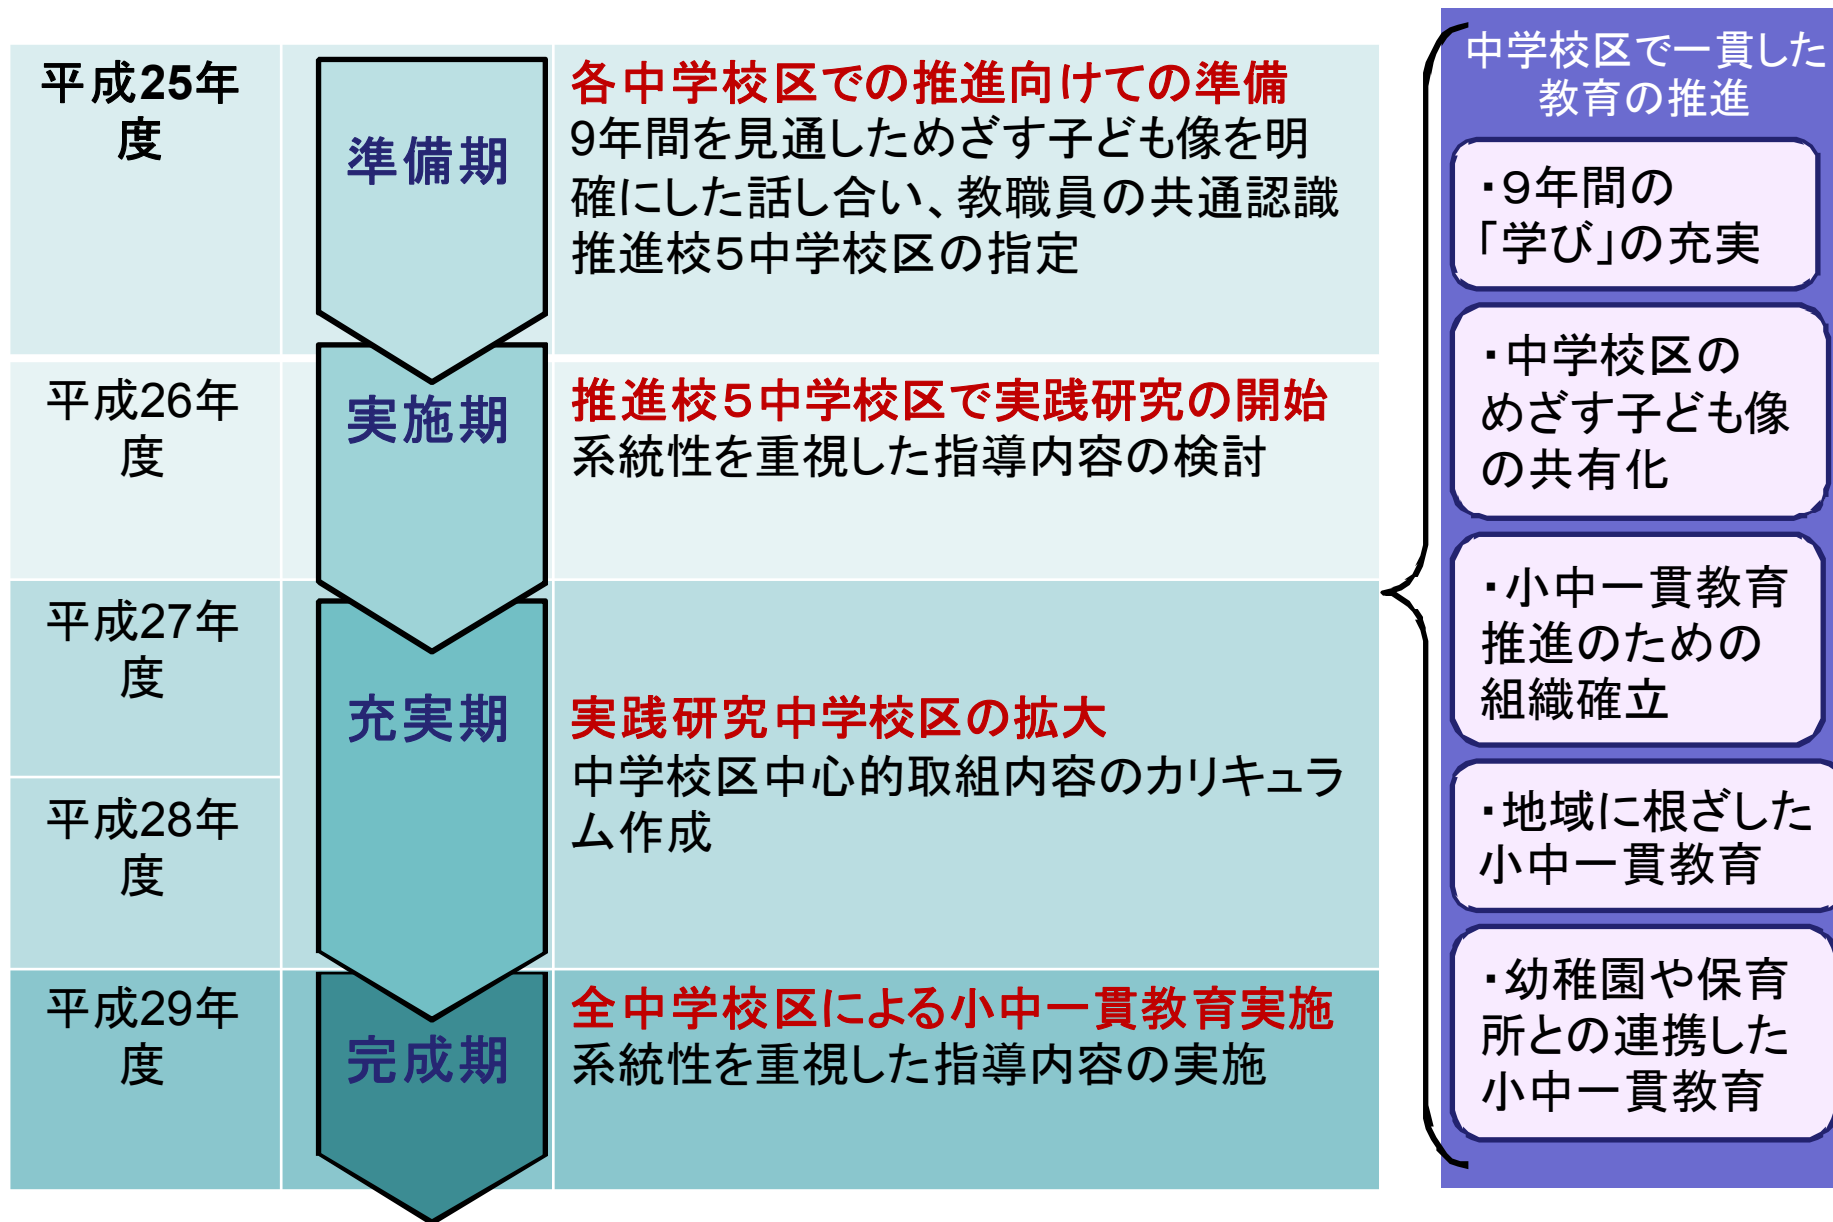 平成25年
度
準備期
各中学校区での推進向けての準備
9年間を見通しためざす子ども像を明
確にした話し合い、教職員の共通認識
推進校5中学校区の指定
平成26年
度
実施期
推進校5中学校区で実践研究の開始
系統性を重視した指導内容の検討
平成27年
度
平成28年
度
充実期
実践研究中学校区の拡大
中学校区中心的取組内容のカリキュラ
ム作成
平成29年
度
完成期
全中学校区による小中一貫教育実施
系統性を重視した指導内容の実施
中学校区で一貫した
教育の推進
・9年間の
「学び」の充実
・中学校区の
めざす子ども像
の共有化
・小中一貫教育
推進のための
組織確立
・地域に根ざした
小中一貫教育
・幼稚園や保育
所との連携した
小中一貫教育